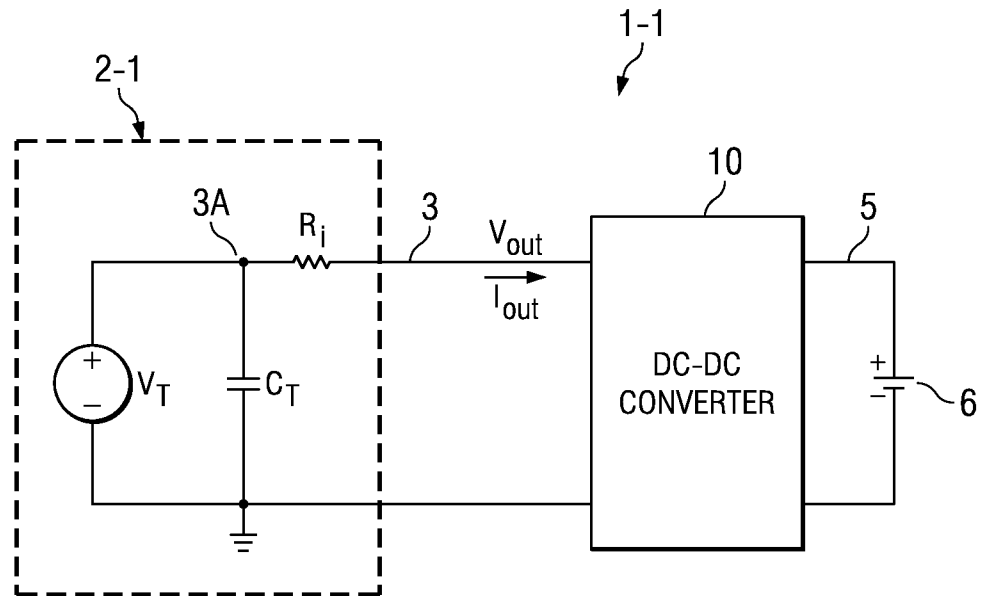 1-1
2-1
10
3A
R_i
3
V_out
5
I_out
+
V_T
−
C_T
DC-DC
CONVERTER
+
−
6